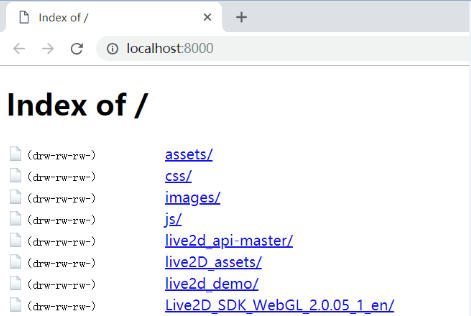 Index of /
localhost:8000
Index of /
(drw-rw-rw-) assets/
(drw-rw-rw-) css/
(drw-rw-rw-) images/
(drw-rw-rw-) js/
(drw-rw-rw-) live2d_api-master/
(drw-rw-rw-) live2D_assets/
(drw-rw-rw-) live2d_demo/
(drw-rw-rw-) Live2D_SDK_WebGL_2.0.05_1_en/